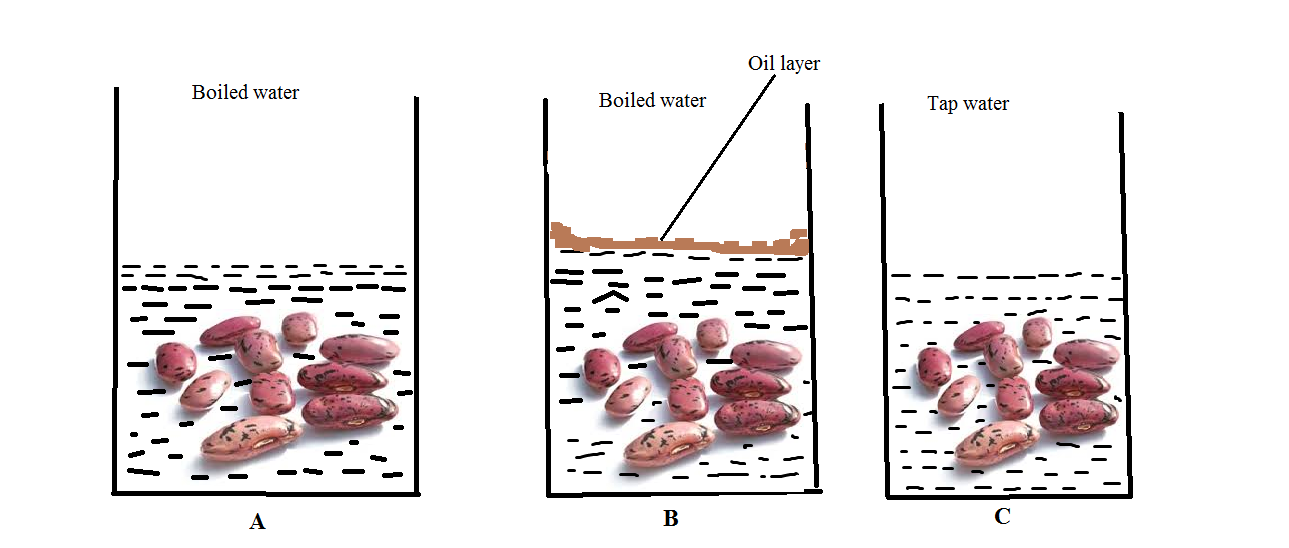 Oil layer
Boiled water
Boiled water
Tap water
A
B
C